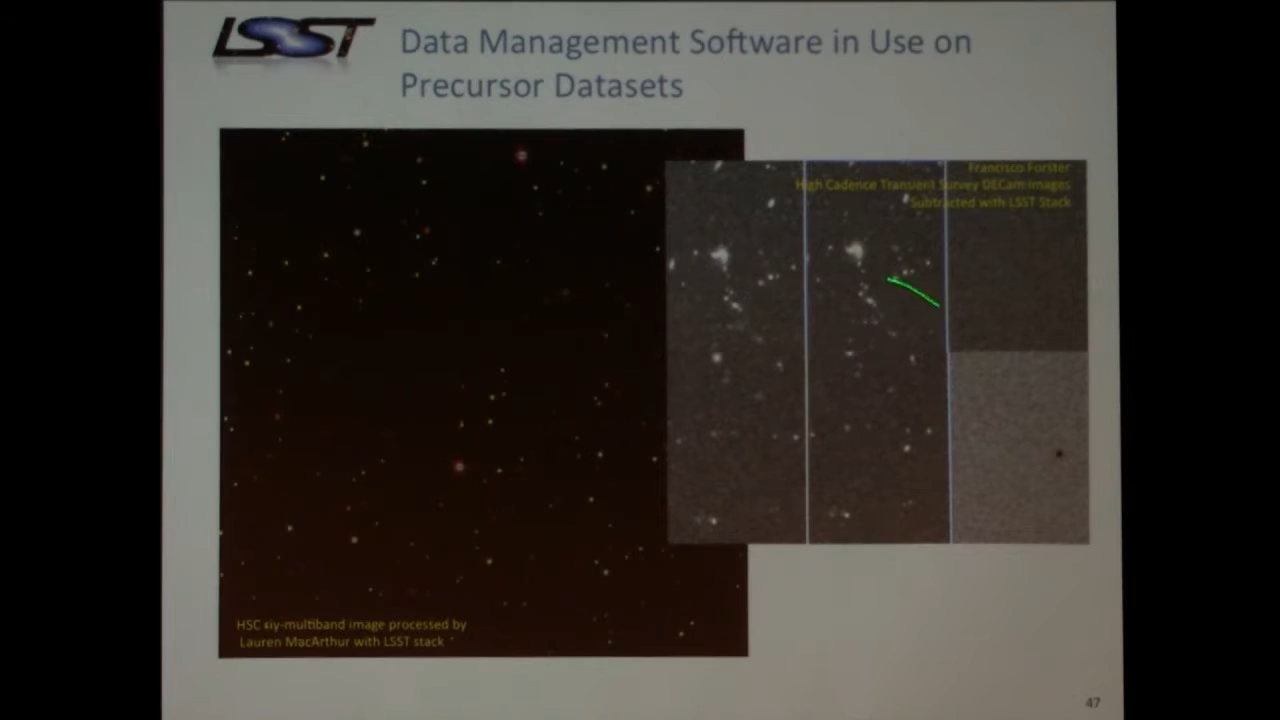 LSST
Data Management Software in Use on
Precursor Datasets
Francisco Forster
High Cadence Transient Survey DECam images
Subtracted with LSST Stack
HSC riy-multiband image processed by
Lauren MacArthur with LSST stack
47